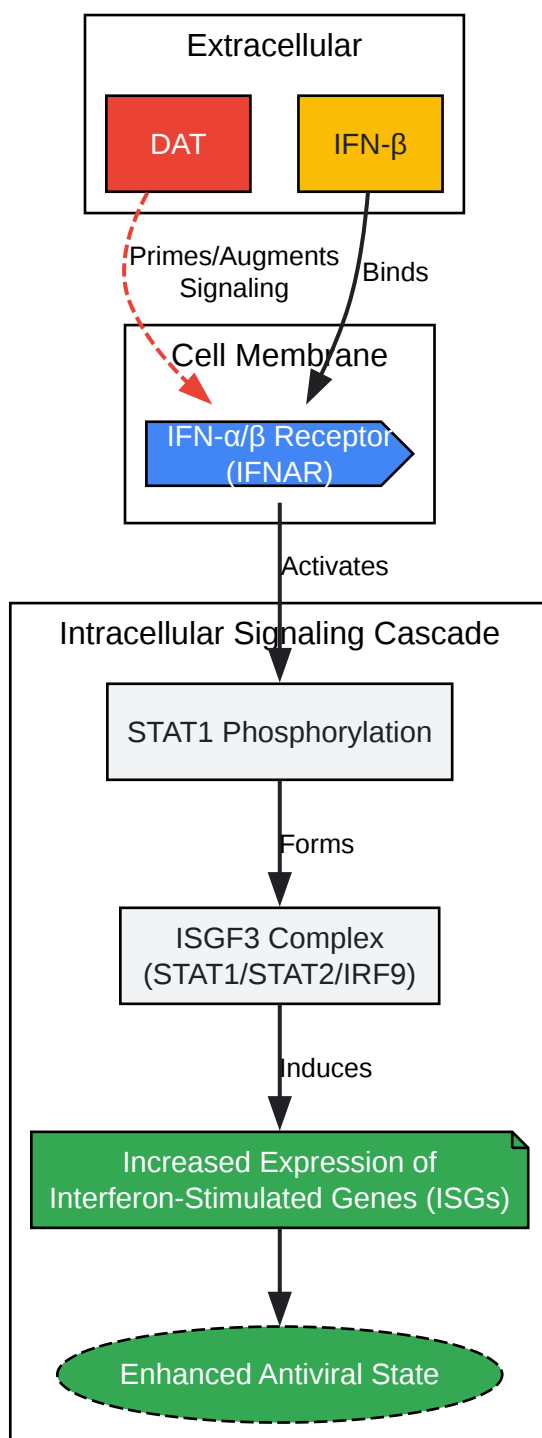 Extracellular
DAT
IFN-β
Primes/Augments
Signaling
Binds
Cell Membrane
IFN-α/β Receptor
(IFNAR)
Activates
Intracellular Signaling Cascade
STAT1 Phosphorylation
Forms
ISGF3 Complex
(STAT1/STAT2/IRF9)
Induces
Increased Expression of
Interferon-Stimulated Genes (ISGs)
Enhanced Antiviral State